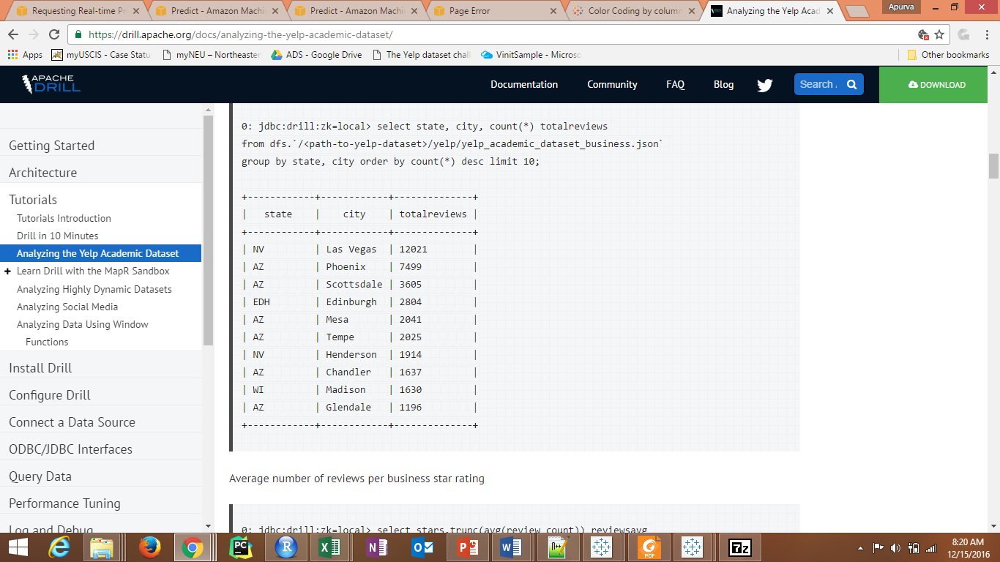 Requesting Real-time Pr
Predict - Amazon Machi
Predict - Amazon Machi
Page Error
Color Coding by column
Analyzing the Yelp Acad
Apurva
https://drill.apache.org/docs/analyzing-the-yelp-academic-dataset/
Apps
myUSCIS - Case Statu
myNEU – Northeaster
ADS - Google Drive
The Yelp dataset chall
VinitSample - Microso
Other bookmarks
APACHE
DRILL
Documentation
Community
FAQ
Blog
Search
DOWNLOAD
Getting Started
Architecture
Tutorials
Tutorials Introduction
Drill in 10 Minutes
Analyzing the Yelp Academic Dataset
+ Learn Drill with the MapR Sandbox
Analyzing Highly Dynamic Datasets
Analyzing Social Media
Analyzing Data Using Window
Functions
Install Drill
Configure Drill
Connect a Data Source
ODBC/JDBC Interfaces
Query Data
Performance Tuning
Log and Debug
0: jdbc:drill:zk=local> select state, city, count(*) totalreviews
from dfs.`/<path-to-yelp-dataset>/yelp/yelp_academic_dataset_business.json`
group by state, city order by count(*) desc limit 10;
+------------+------------+--------------+
| state | city | totalreviews |
+------------+------------+--------------+
| NV | Las Vegas | 12021 |
| AZ | Phoenix | 7499 |
| AZ | Scottsdale | 3605 |
| EDH | Edinburgh | 2804 |
| AZ | Mesa | 2041 |
| AZ | Tempe | 2025 |
| NV | Henderson | 1914 |
| AZ | Chandler | 1637 |
| WI | Madison | 1630 |
| AZ | Glendale | 1196 |
+------------+------------+--------------+
Average number of reviews per business star rating
0: jdbc:drill:zk=local> select stars,trunc(avg(review_count)) reviewsavg
PC
R
X
N
O
P
W
n++
PDF
7z
8:20 AM
12/15/2016